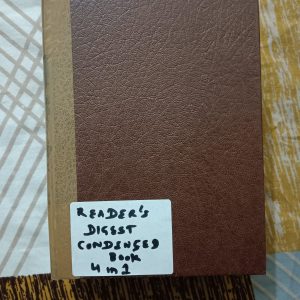 READER'S
DIGEST
CONDENSED
BOOK
4 in 1